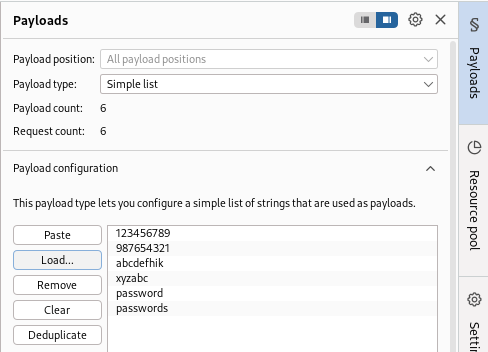 Payloads
Payload position: All payload positions
Payload type: Simple list
Payload count: 6
Request count: 6
Payload configuration
This payload type lets you configure a simple list of strings that are used as payloads.
Paste
Load...
Remove
Clear
Deduplicate
123456789
987654321
abcdefhik
xyzabc
password
passwords
Payloads
Resource pool